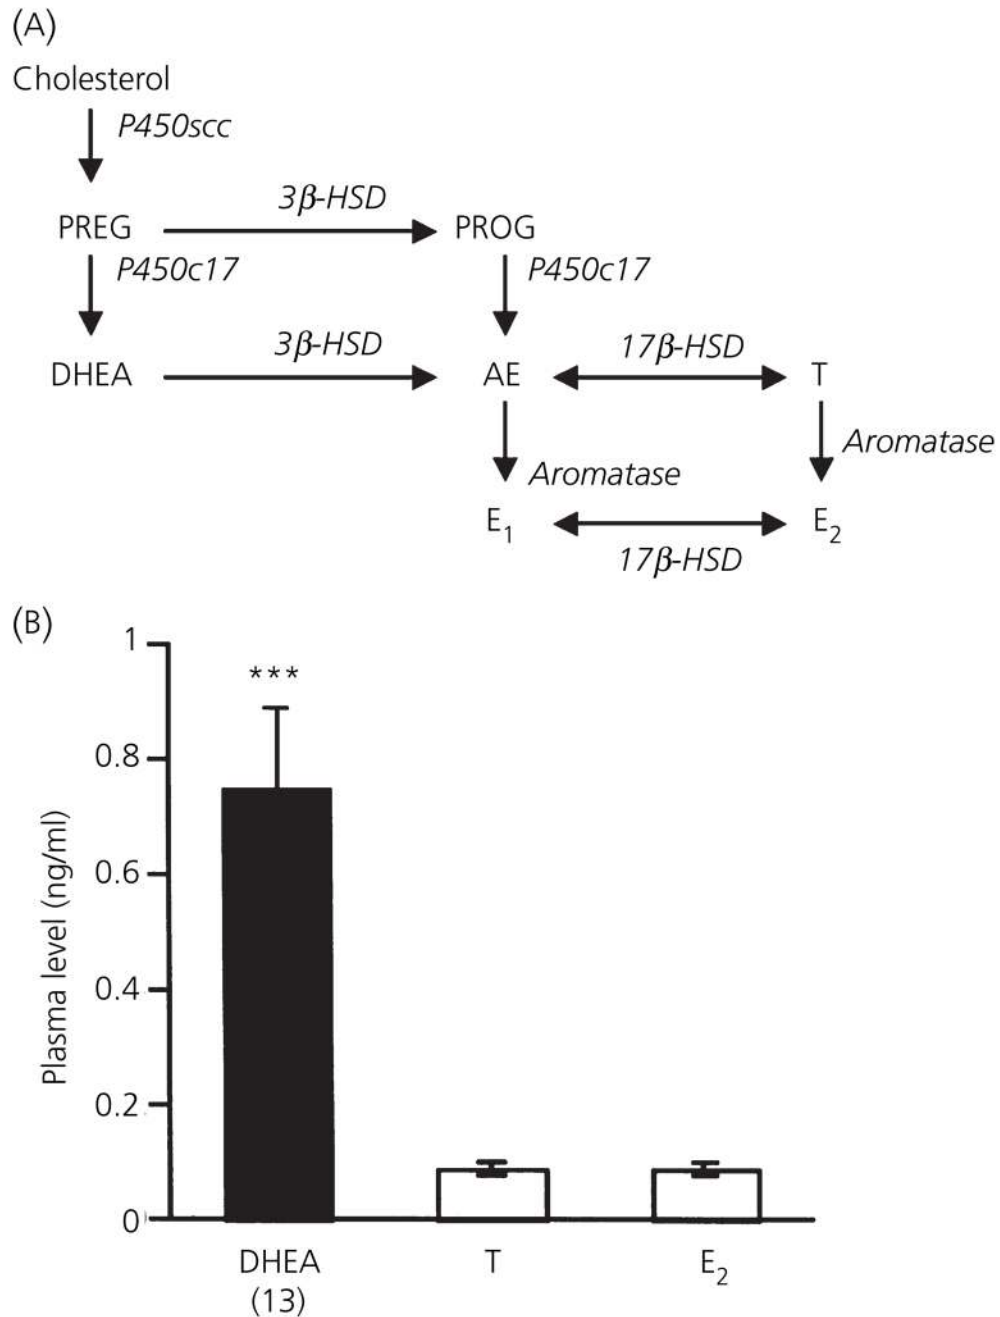 (A)
Cholesterol
P450scc
3β-HSD
PREG PROG
P450c17 P450c17
3β-HSD 17β-HSD
DHEA AE T
Aromatase
Aromatase
E₁ E₂
17β-HSD
(B)
1
***
0.8
0.6
0.4
0.2
0
Plasma level (ng/ml)
DHEA T E₂
(13)